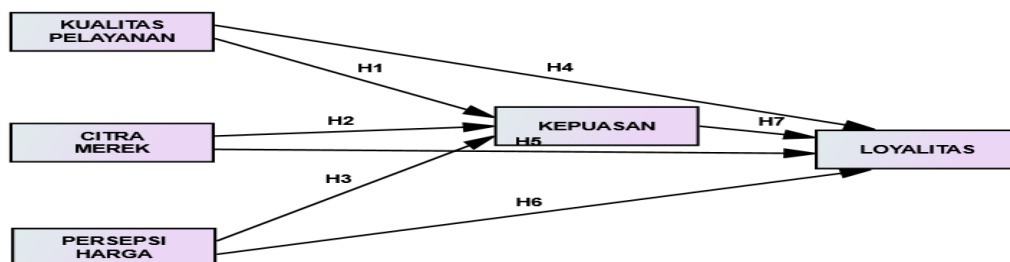 KUALITAS
PELAYANAN
H1
H4
CITRA
MEREK
H2
KEPUASAN
H7
H5
LOYALITAS
H3
H6
PERSEPSI
HARGA